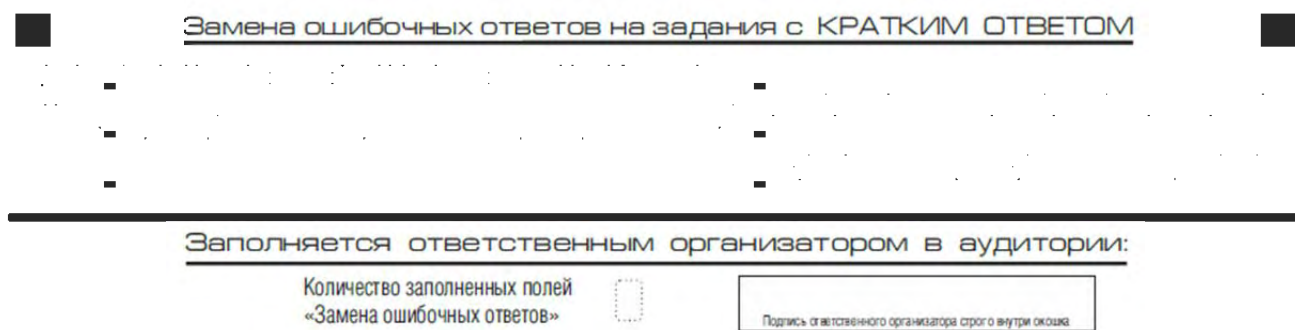 Замена ошибочных ответов на задания с КРАТКИМ ОТВЕТОМ
Заполняется ответственным организатором в аудитории:
Количество заполненных полей
«Замена ошибочных ответов»
Подпись ответственного организатора строго внутри окошка